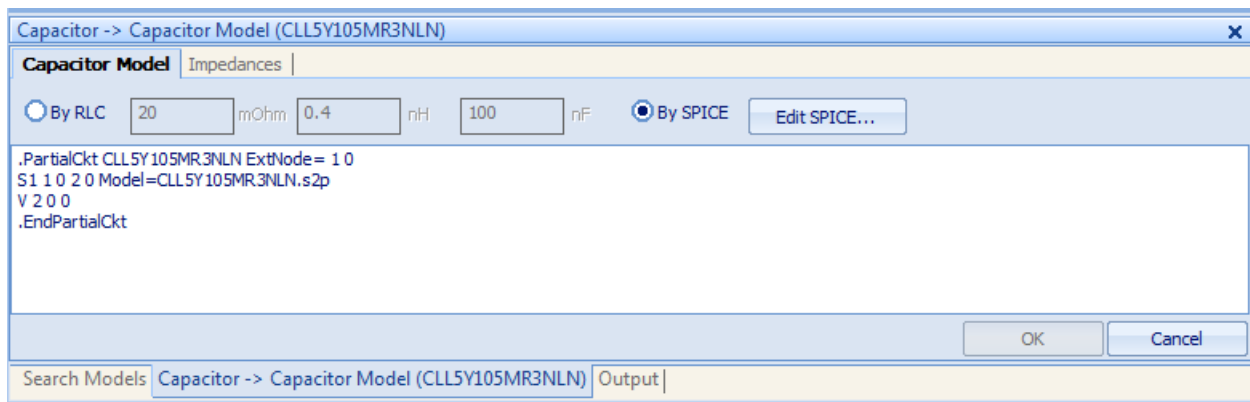 Capacitor -> Capacitor Model (CLL5Y105MR3NLN)
Capacitor Model Impedances
By RLC 20 mOhm 0.4 nH 100 nF By SPICE Edit SPICE...
.PartialCkt CLL5Y105MR3NLN ExtNode= 1 0
S1 1 0 2 0 Model=CLL5Y105MR3NLN.s2p
V 2 0 0
.EndPartialCkt
OK Cancel
Search Models Capacitor -> Capacitor Model (CLL5Y105MR3NLN) Output